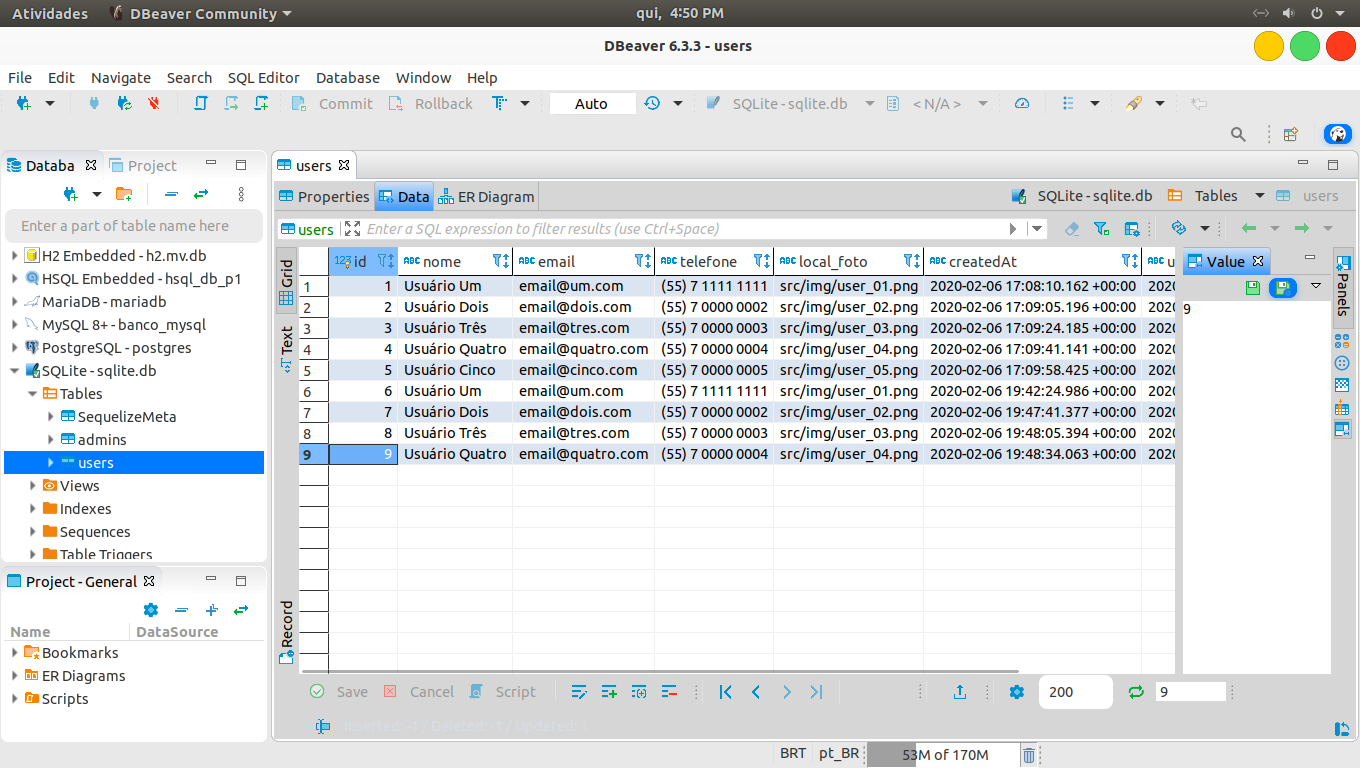 Atividades DBeaver Community qui, 4:50 PM
DBeaver 6.3.3 - users
File Edit Navigate Search SQL Editor Database Window Help
Commit Rollback Auto SQLite - sqlite.db < N/A >
Databa Project
Enter a part of table name here
H2 Embedded - h2.mv.db
HSQL Embedded - hsql_db_p1
MariaDB - mariadb
MySQL 8+ - banco_mysql
PostgreSQL - postgres
SQLite - sqlite.db
Tables
SequelizeMeta
admins
users
Views
Indexes
Sequences
Table Triggers
Project - General
Name DataSource
Bookmarks
ER Diagrams
Scripts
users
Properties Data ER Diagram SQLite - sqlite.db Tables users
users Enter a SQL expression to filter results (use Ctrl+Space)
Grid
Text
Record
123 id ABC nome ABC email ABC telefone ABC local_foto ABC createdAt u
1 1 Usuário Um email@um.com (55) 7 1111 1111 src/img/user_01.png 2020-02-06 17:08:10.162 +00:00 2020
2 2 Usuário Dois email@dois.com (55) 7 0000 0002 src/img/user_02.png 2020-02-06 17:09:05.196 +00:00 2020
3 3 Usuário Três email@tres.com (55) 7 0000 0003 src/img/user_03.png 2020-02-06 17:09:24.185 +00:00 2020
4 4 Usuário Quatro email@quatro.com (55) 7 0000 0004 src/img/user_04.png 2020-02-06 17:09:41.141 +00:00 2020
5 5 Usuário Cinco email@cinco.com (55) 7 0000 0005 src/img/user_05.png 2020-02-06 17:09:58.425 +00:00 2020
6 6 Usuário Um email@um.com (55) 7 1111 1111 src/img/user_01.png 2020-02-06 19:42:24.986 +00:00 2020
7 7 Usuário Dois email@dois.com (55) 7 0000 0002 src/img/user_02.png 2020-02-06 19:47:41.377 +00:00 2020
8 8 Usuário Três email@tres.com (55) 7 0000 0003 src/img/user_03.png 2020-02-06 19:48:05.394 +00:00 2020
9 9 Usuário Quatro email@quatro.com (55) 7 0000 0004 src/img/user_04.png 2020-02-06 19:48:34.063 +00:00 2020
Value
9
Panels
Save Cancel Script 200 9
BRT pt_BR 53M of 170M